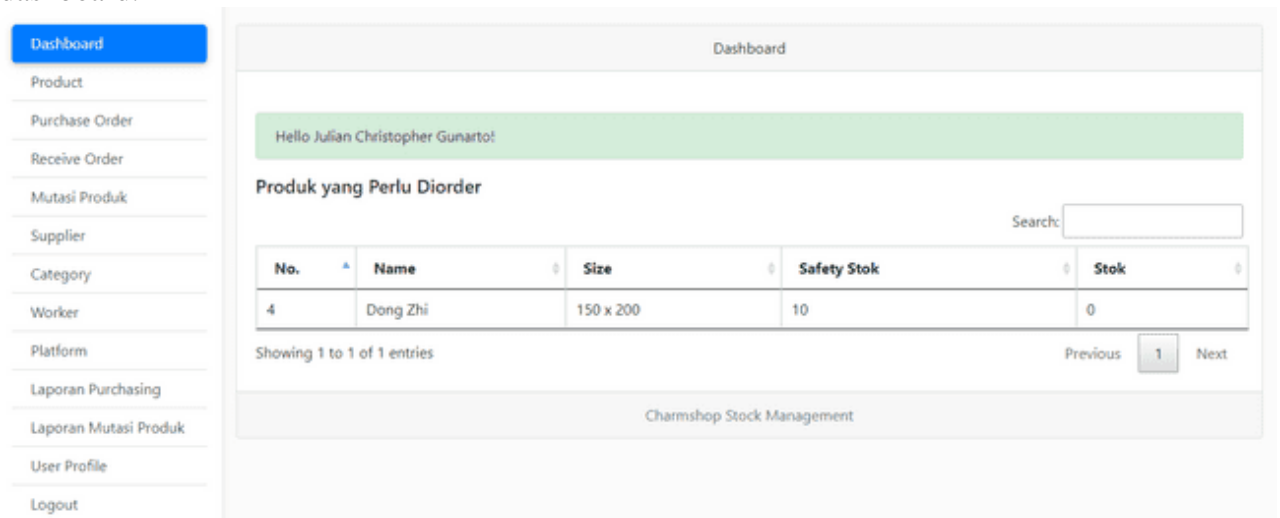 Dashboard
Product
Purchase Order
Receive Order
Mutasi Produk
Supplier
Category
Worker
Platform
Laporan Purchasing
Laporan Mutasi Produk
User Profile
Logout
Dashboard
Hello Julian Christopher Gunarto!
Produk yang Perlu Diorder
Search:
No. Name Size Safety Stok Stok
4 Dong Zhi 150 x 200 10 0
Showing 1 to 1 of 1 entries
Previous 1 Next
Charmshop Stock Management